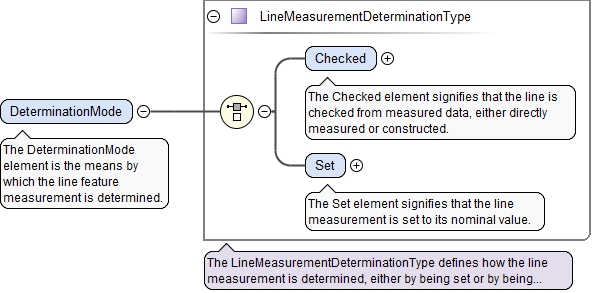 LineMeasurementDeterminationType
Checked
The Checked element signifies that the line is
checked from measured data, either directly
measured or constructed.
DeterminationMode
The DeterminationMode
element is the means by
which the line feature
measurement is determined.
Set
The Set element signifies that the line
measurement is set to its nominal value.
The LineMeasurementDeterminationType defines how the line
measurement is determined, either by being set or by being...